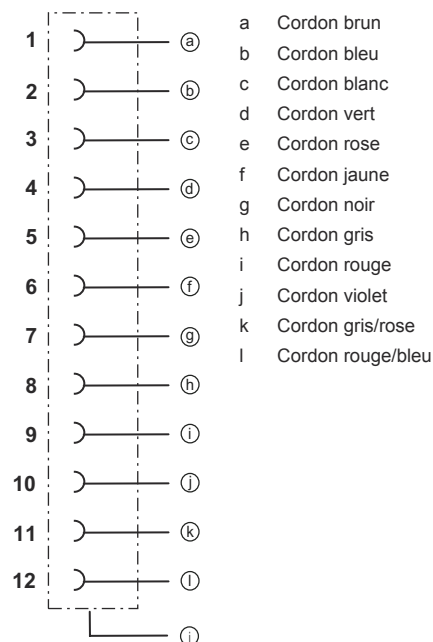 1 a
2 b
3 c
4 d
5 e
6 f
7 g
8 h
9 i
10 j
11 k
12 l
a Cordon brun
b Cordon bleu
c Cordon blanc
d Cordon vert
e Cordon rose
f Cordon jaune
g Cordon noir
h Cordon gris
i Cordon rouge
j Cordon violet
k Cordon gris/rose
l Cordon rouge/bleu